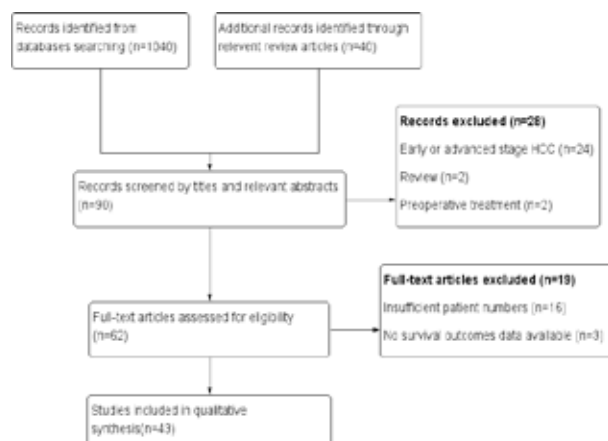 Records identified from
databases searching (n=1040)
Addtional records identified through
relevent review articles (n=40)
Records excluded (n=28)
Early or advanced stage HCC (n=24)
Review (n=2)
Preoperative treatment (n=2)
Records screened by titles and relevant abstracts
(n=90)
Full-text articles excluded (n=19)
Insufficient patient numbers (n=16)
No survival outcomes data available (n=3)
Full-text articles assessed for eligibility
(n=62)
Studies included in qualitative
synthesis(n=43)